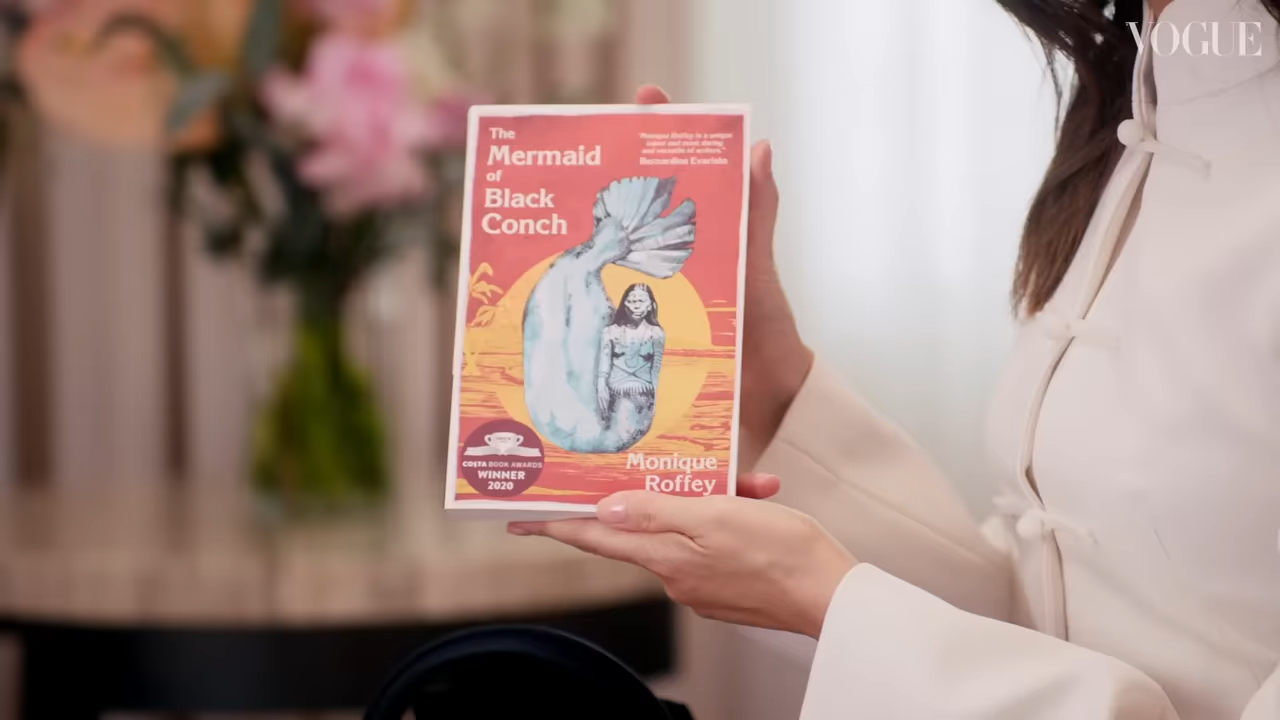 VOGUE
The
Mermaid
of
Black
Conch
"Monique Roffey is a unique
talent and most daring
and versatile of writers."
Bernardine Evaristo
COSTA BOOK AWARDS
WINNER
2020
Monique
Roffey